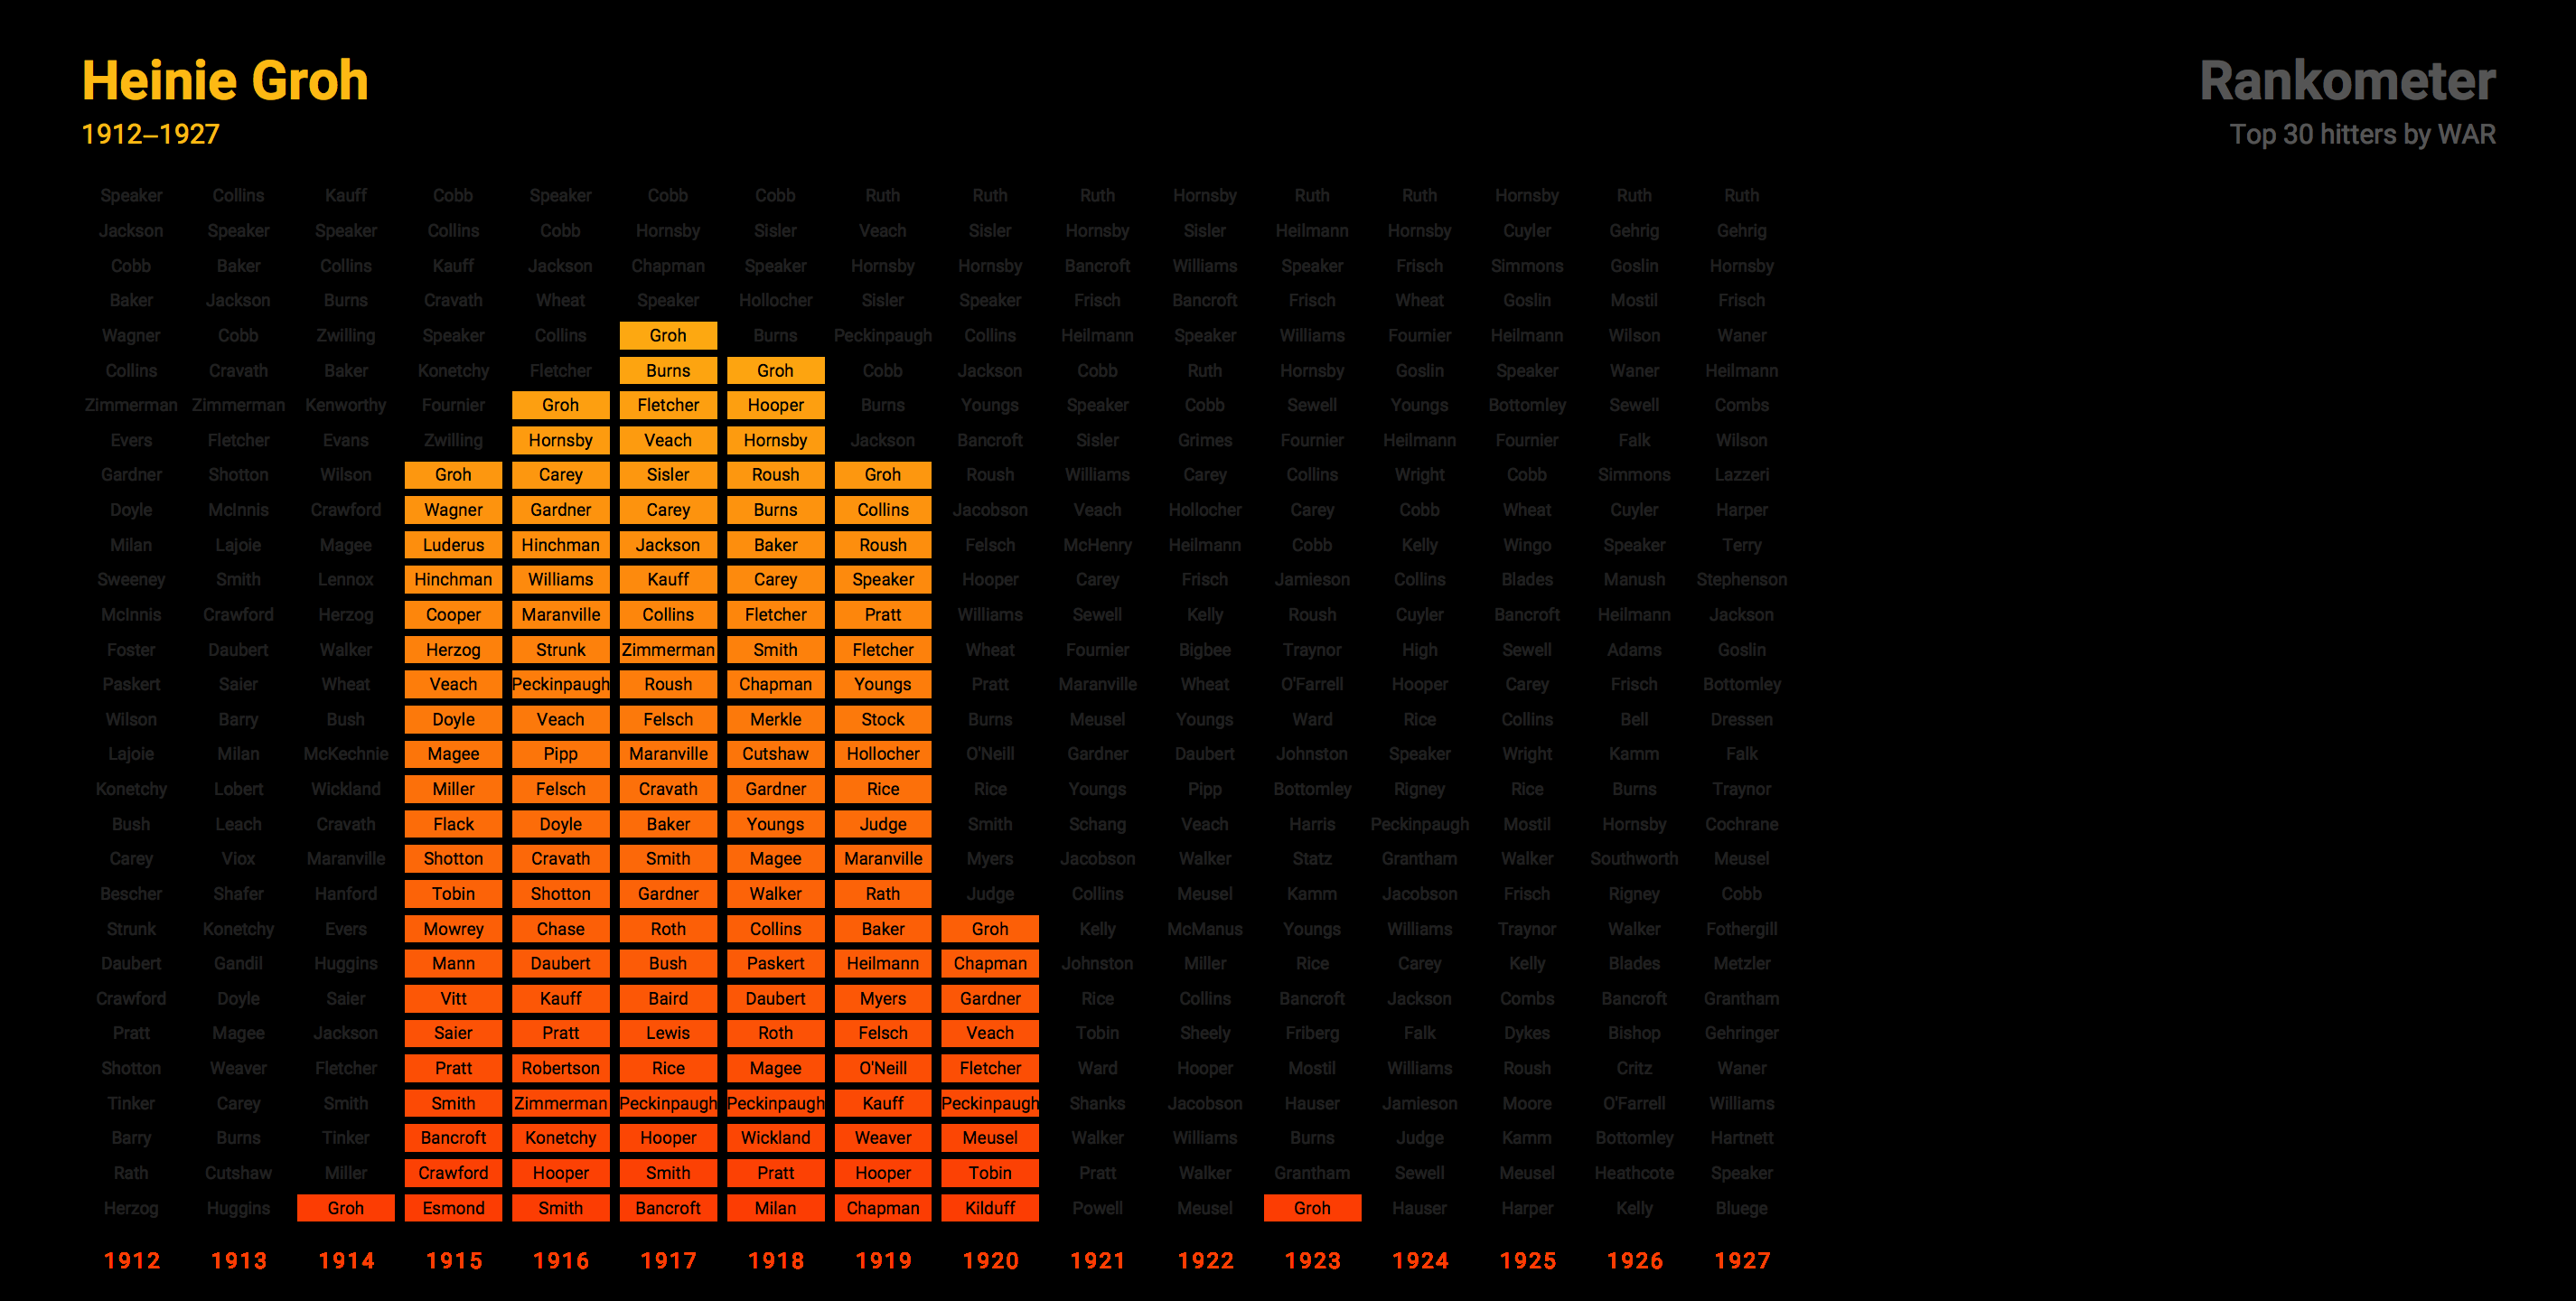 Heinie Groh
Rankometer
1912–1927
Top 30 hitters by WAR
Speaker Collins Kauff Cobb Speaker Cobb Cobb Ruth Ruth Ruth Hornsby Ruth Ruth Hornsby Ruth Ruth
Jackson Speaker Speaker Collins Cobb Hornsby Sisler Veach Sisler Hornsby Sisler Heilmann Hornsby Cuyler Gehrig Gehrig
Cobb Baker Collins Kauff Jackson Chapman Speaker Hornsby Hornsby Bancroft Williams Speaker Frisch Simmons Goslin Hornsby
Baker Jackson Burns Cravath Wheat Speaker Hollocher Sisler Speaker Frisch Bancroft Frisch Wheat Goslin Mostil Frisch
Wagner Cobb Zwilling Speaker Collins Groh Burns Peckinpaugh Collins Heilmann Speaker Williams Fournier Heilmann Wilson Waner
Collins Cravath Baker Konetchy Fletcher Burns Groh Cobb Jackson Cobb Ruth Hornsby Goslin Speaker Waner Heilmann
Zimmerman Zimmerman Kenworthy Fournier Groh Fletcher Hooper Burns Youngs Speaker Cobb Sewell Youngs Bottomley Sewell Combs
Evers Fletcher Evans Zwilling Hornsby Veach Hornsby Jackson Bancroft Sisler Grimes Fournier Heilmann Fournier Falk Wilson
Gardner Shotton Wilson Groh Carey Sisler Roush Groh Roush Williams Carey Collins Wright Cobb Simmons Lazzeri
Doyle McInnis Crawford Wagner Gardner Carey Burns Collins Jacobson Veach Hollocher Carey Cobb Wheat Cuyler Harper
Milan Lajoie Magee Luderus Hinchman Jackson Baker Roush Felsch McHenry Heilmann Cobb Kelly Wingo Speaker Terry
Sweeney Smith Lennox Hinchman Williams Kauff Carey Speaker Hooper Carey Frisch Jamieson Collins Blades Manush Stephenson
McInnis Crawford Herzog Cooper Maranville Collins Fletcher Pratt Williams Sewell Kelly Roush Cuyler Bancroft Heilmann Jackson
Foster Daubert Walker Herzog Strunk Zimmerman Smith Fletcher Wheat Fournier Bigbee Traynor High Sewell Adams Goslin
Paskert Saier Wheat Veach Peckinpaugh Roush Chapman Youngs Pratt Maranville Wheat O'Farrell Hooper Carey Frisch Bottomley
Wilson Barry Bush Doyle Veach Felsch Merkle Stock Burns Meusel Youngs Ward Rice Collins Bell Dressen
Lajoie Milan McKechnie Magee Pipp Maranville Cutshaw Hollocher O'Neill Gardner Daubert Johnston Speaker Wright Kamm Falk
Konetchy Lobert Wickland Miller Felsch Cravath Gardner Rice Rice Youngs Pipp Bottomley Rigney Rice Burns Traynor
Bush Leach Cravath Flack Doyle Baker Youngs Judge Smith Schang Veach Harris Peckinpaugh Mostil Hornsby Cochrane
Carey Viox Maranville Shotton Cravath Smith Magee Maranville Myers Jacobson Walker Statz Grantham Walker Southworth Meusel
Bescher Shafer Hanford Tobin Shotton Gardner Walker Rath Judge Collins Meusel Kamm Jacobson Frisch Rigney Cobb
Strunk Konetchy Evers Mowrey Chase Roth Collins Baker Groh Kelly McManus Youngs Williams Traynor Walker Fothergill
Daubert Gandil Huggins Mann Daubert Bush Paskert Heilmann Chapman Johnston Miller Rice Carey Kelly Blades Metzler
Crawford Doyle Saier Vitt Kauff Baird Daubert Myers Gardner Rice Collins Bancroft Jackson Combs Bancroft Grantham
Pratt Magee Jackson Saier Pratt Lewis Roth Felsch Veach Tobin Sheely Friberg Falk Dykes Bishop Gehringer
Shotton Weaver Fletcher Pratt Robertson Rice Magee O'Neill Fletcher Ward Hooper Mostil Williams Roush Critz Waner
Tinker Carey Smith Smith Zimmerman Peckinpaugh Peckinpaugh Kauff Peckinpaugh Shanks Jacobson Hauser Jamieson Moore O'Farrell Williams
Barry Burns Tinker Bancroft Konetchy Hooper Wickland Weaver Meusel Walker Williams Burns Judge Kamm Bottomley Hartnett
Rath Cutshaw Miller Crawford Hooper Smith Pratt Hooper Tobin Pratt Walker Grantham Sewell Meusel Heathcote Speaker
Herzog Huggins Groh Esmond Smith Bancroft Milan Chapman Kilduff Powell Meusel Groh Hauser Harper Kelly Bluege
1912 1913 1914 1915 1916 1917 1918 1919 1920 1921 1922 1923 1924 1925 1926 1927